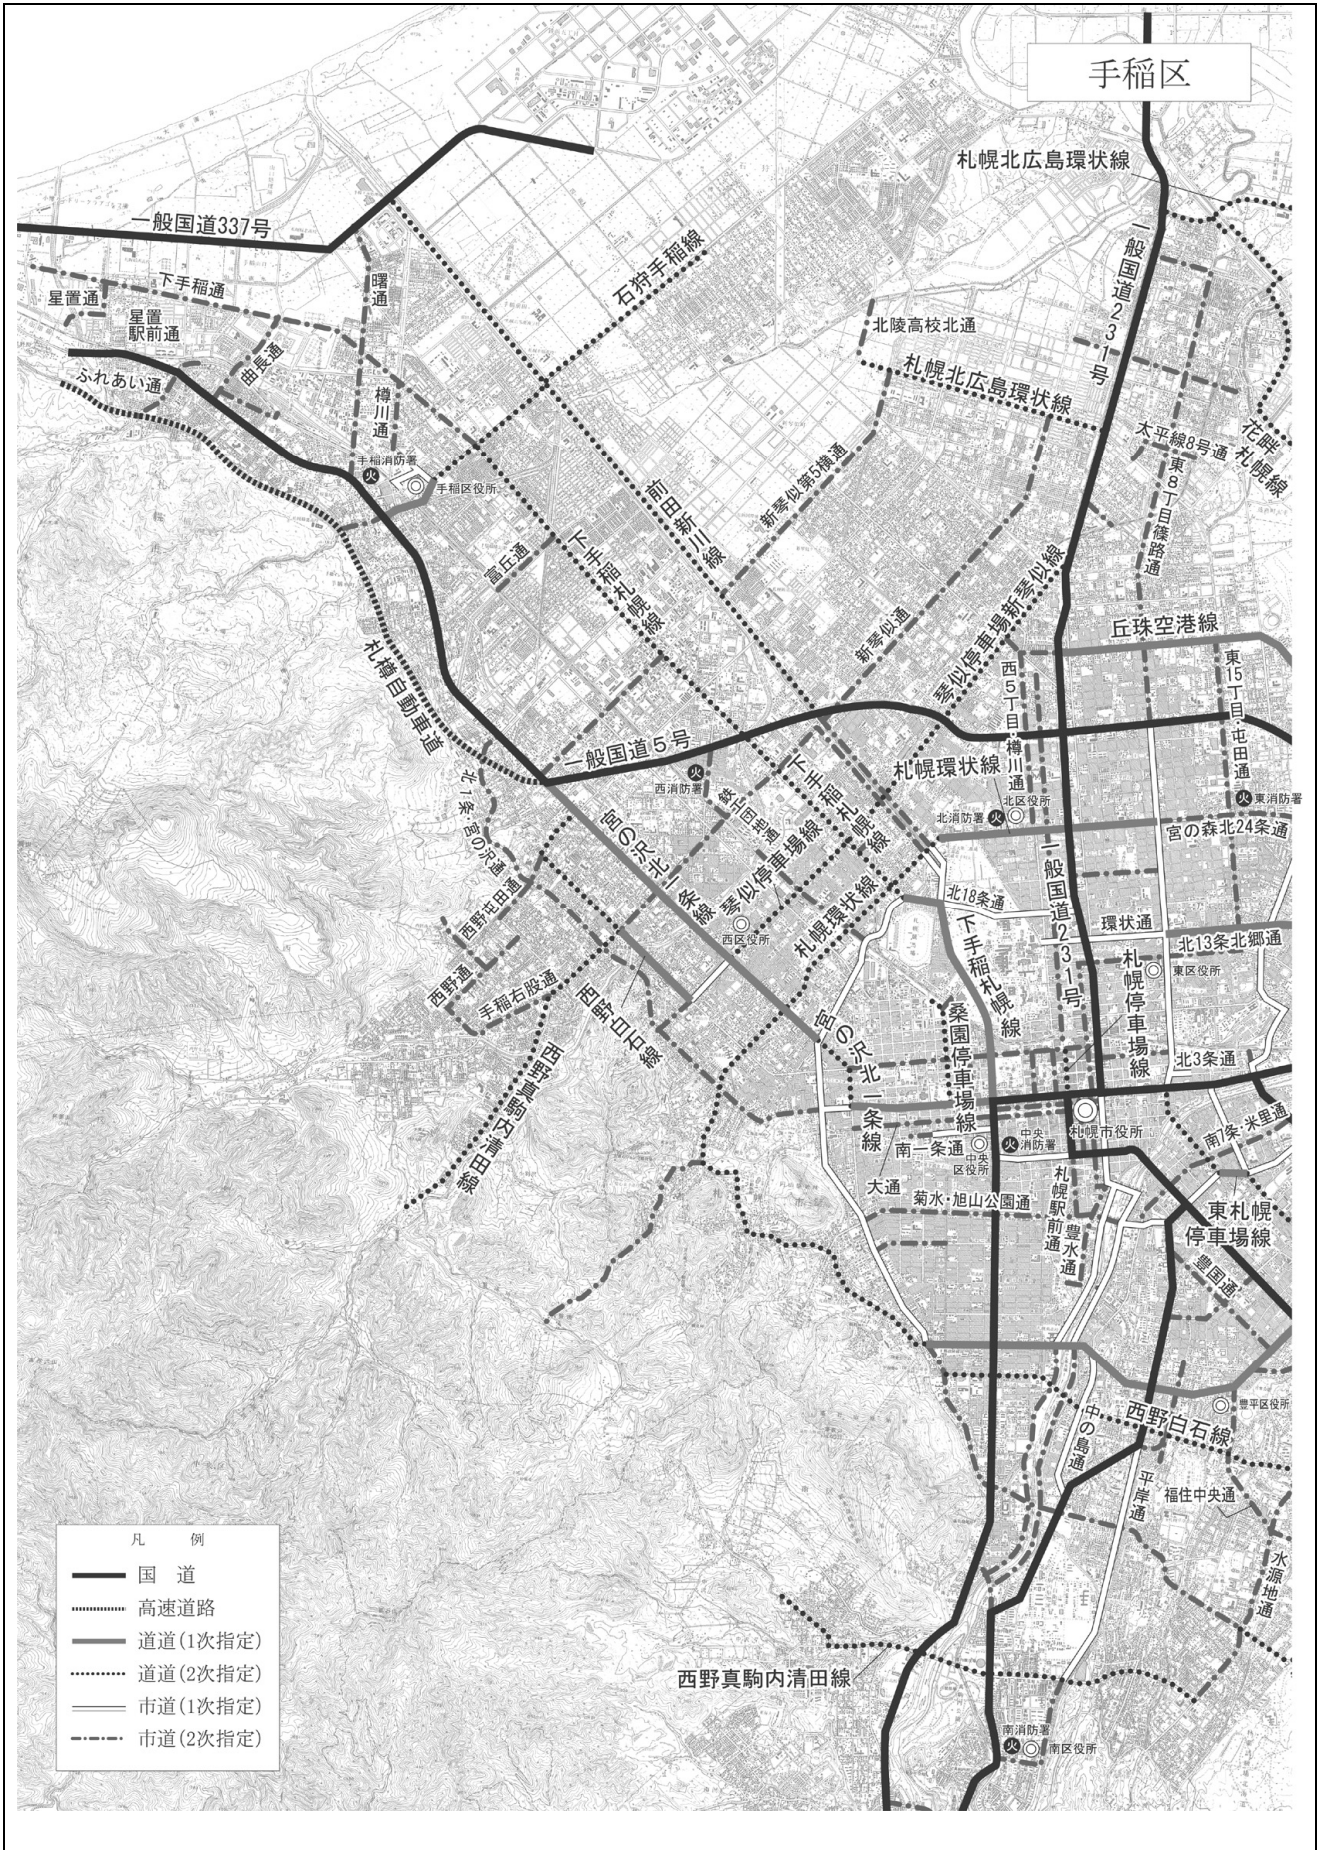 手稲区
札幌北広島環状線
一般国道337号
一般国道231号
石狩手稲線
曙通
下手稲通
星置通
星置
駅前通
北陵高校北通
曲長通
札幌北広島環状線
ふれあい通
樽川通
花畔札幌線
太平線8号通
手稲消防署
火
手稲区役所
東8丁目篠路通
新琴似第5横通
前田新川線
下手稲札幌線
富丘通
琴似停車場新琴似線
新琴似通
丘珠空港線
札樽自動車道
西5丁目・樽川通
東15丁目・屯田通
一般国道5号
札幌環状線
下手稲札幌線
北1条・宮の沢通
火
西消防署
鉄工団地通
北区役所
北消防署
火
火
東消防署
宮の沢北一条線
宮の森北24条通
琴似停車場線
一般国道231号
西野屯田通
札幌環状線
北18条通
環状通
西区役所
北13条北郷通
下手稲札幌線
札幌停車場線
東区役所
西野通
手稲右股通
西野白石線
桑園停車場線
宮の沢北一条線
西野真駒内清田線
北3条通
札幌市役所
南7条・米里通
火
中央
消防署
南一条通
中央
区役所
大通
菊水・旭山公園通
札幌駅前通
豊水通
東札幌
停車場線
豊国通
豊平区役所
西野白石線
中の島通
平岸通
福住中央通
水源地通
西野真駒内清田線
南消防署
火
南区役所
凡 例
国 道
高速道路
道道(1次指定)
道道(2次指定)
市道(1次指定)
市道(2次指定)